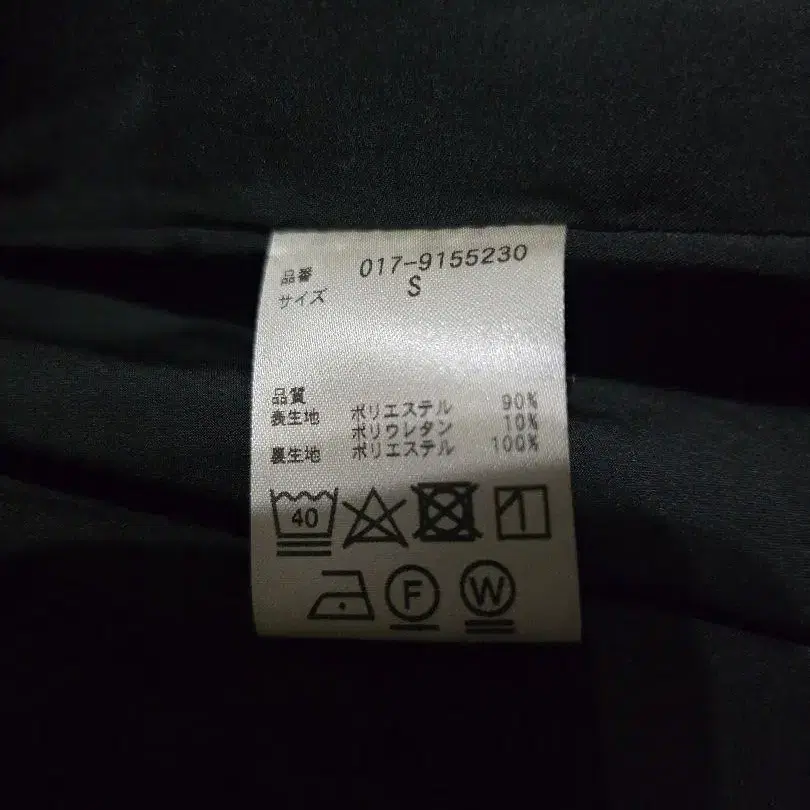 品番 017-9155230
サイズ S
品質
表生地 ポリエステル 90%
ポリウレタン 10%
裏生地 ポリエステル 100%
40
F W